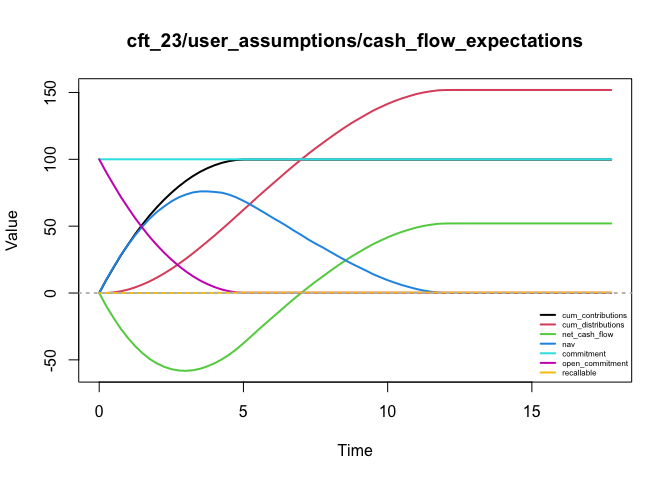 cft_23/user_assumptions/cash_flow_expectations
Value
150
100
50
0
-50
cum_contributions
cum_distributions
net_cash_flow
nav
commitment
open_commitment
recallable
0 5 10 15
Time